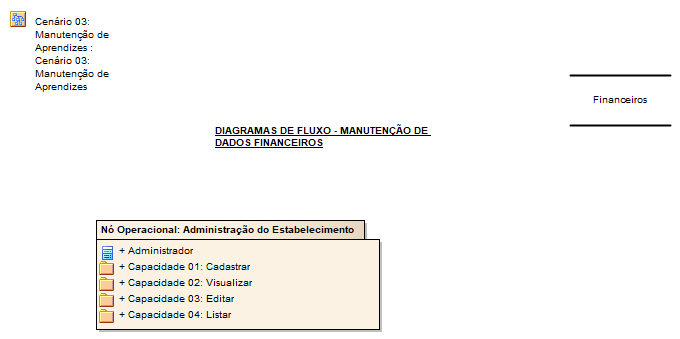 Cenário 03:
Manutenção de
Aprendizes :
Cenário 03:
Manutenção de
Aprendizes
Financeiros
DIAGRAMAS DE FLUXO - MANUTENÇÃO DE
DADOS FINANCEIROS
Nó Operacional: Administração do Estabelecimento
+ Administrador
+ Capacidade 01: Cadastrar
+ Capacidade 02: Visualizar
+ Capacidade 03: Editar
+ Capacidade 04: Listar